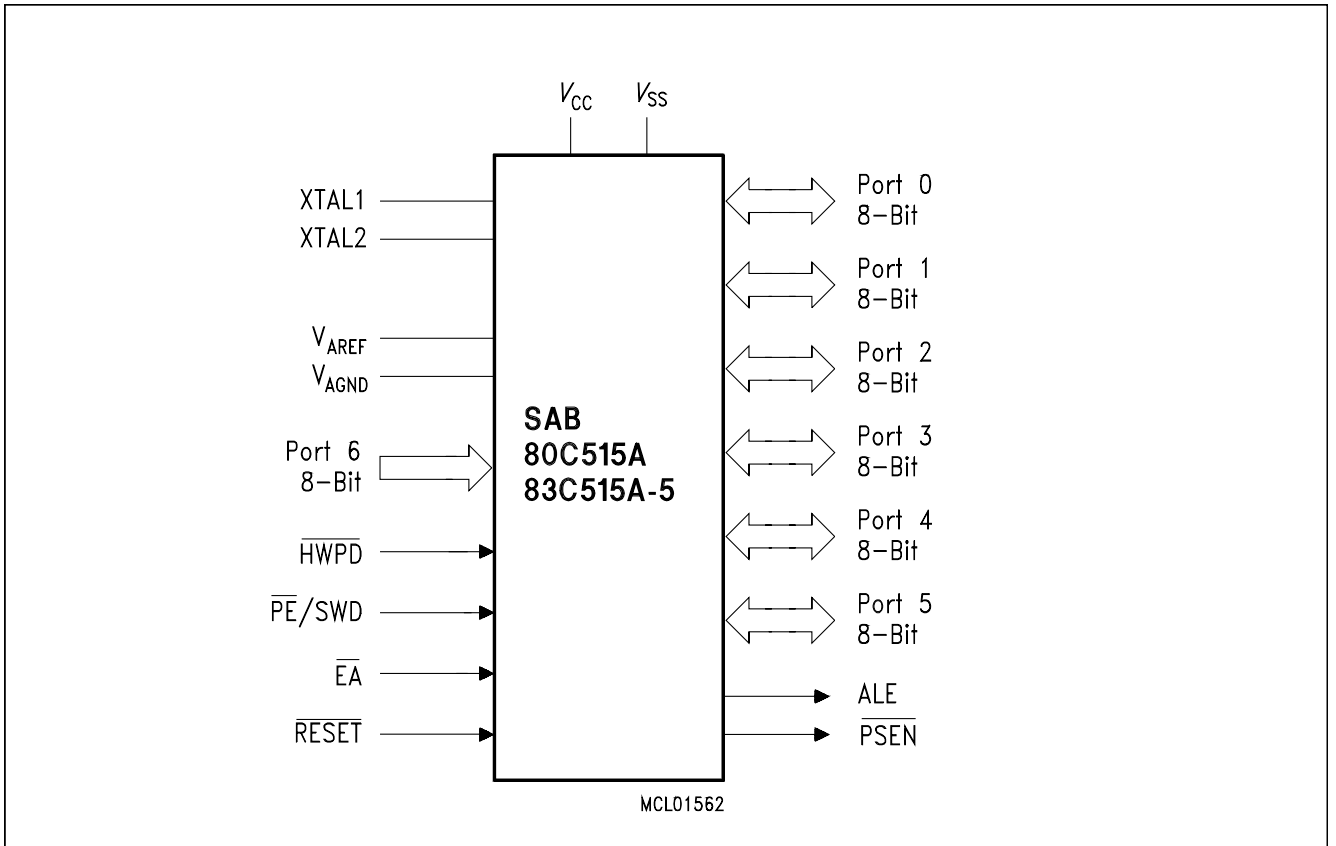 VCC VSS
XTAL1
XTAL2
VAREF
VAGND
Port 6
8-Bit
HWPD
PE/SWD
EA
RESET
SAB
80C515A
83C515A-5
Port 0
8-Bit
Port 1
8-Bit
Port 2
8-Bit
Port 3
8-Bit
Port 4
8-Bit
Port 5
8-Bit
ALE
PSEN
MCL01562